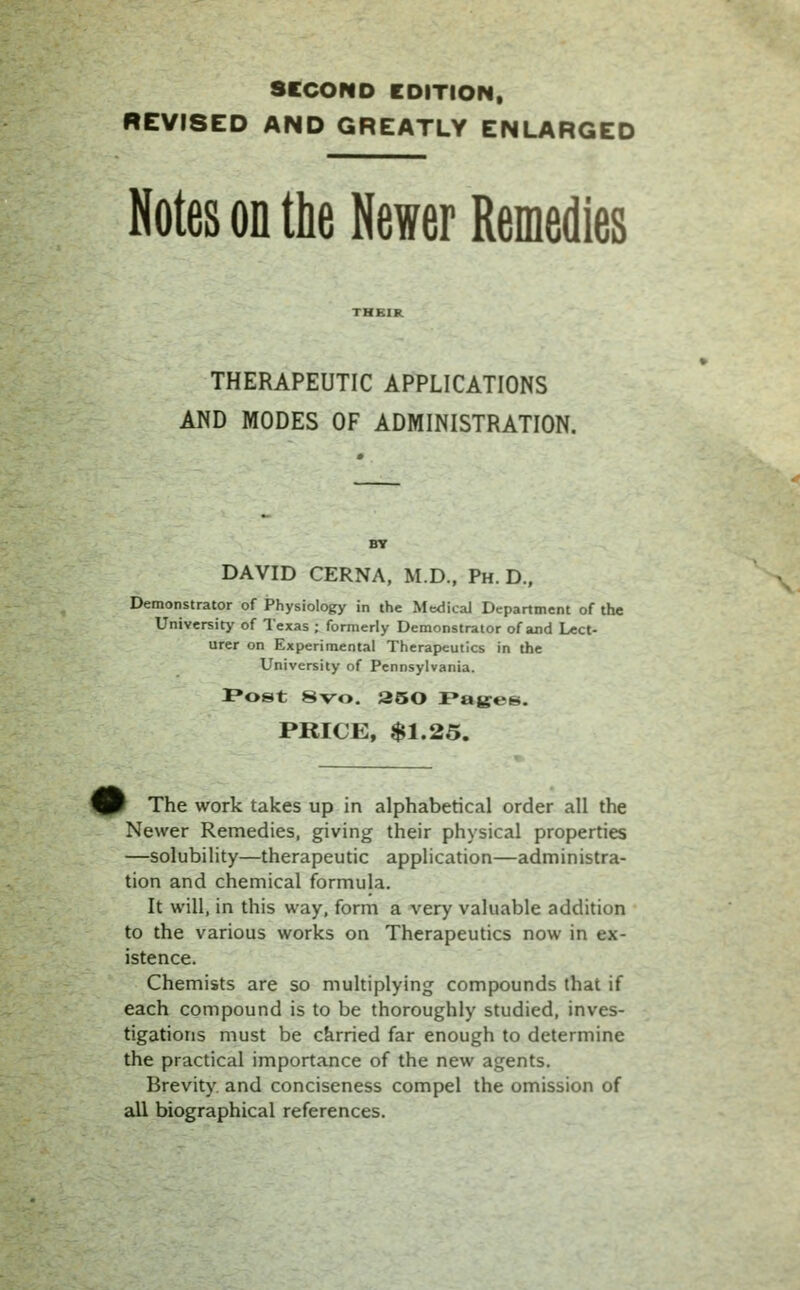 SECOND EDITION,
REVISED AND GREATLY ENLARGED
Notes on the Newer Remedies
THEIR
THERAPEUTIC APPLICATIONS
AND MODES OF ADMINISTRATION.
BY
DAVID CERNA, M.D., PH. D.,
Demonstrator of Physiology in the Medical Department of the
University of Texas ; formerly Demonstrator of and Lect-
urer on Experimental Therapeutics in the
University of Pennsylvania.
Post 8vo. 250 Pages.
PRICE, $1.25.
The work takes up in alphabetical order all the
Newer Remedies, giving their physical properties
—solubility—therapeutic application—administra-
tion and chemical formula.
It will, in this way, form a very valuable addition
to the various works on Therapeutics now in ex-
istence.
Chemists are so multiplying compounds that if
each compound is to be thoroughly studied, inves-
tigations must be carried far enough to determine
the practical importance of the new agents.
Brevity and conciseness compel the omission of
all biographical references.